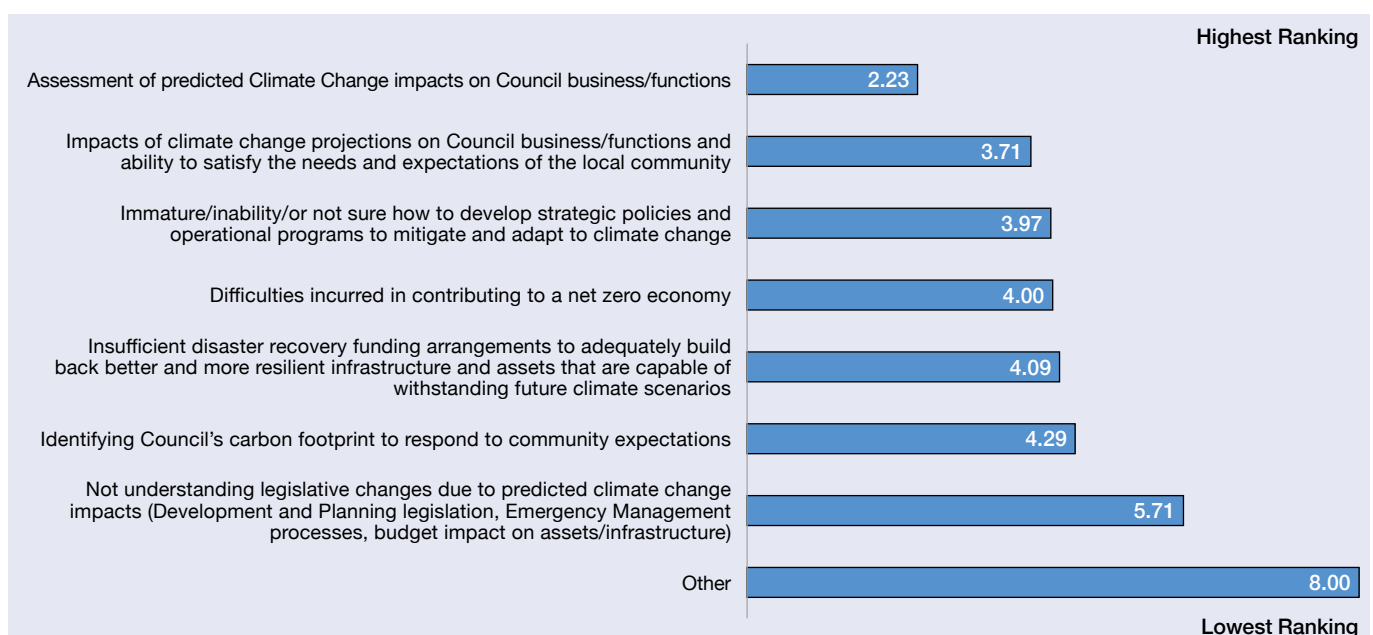 Highest Ranking
Assessment of predicted Climate Change impacts on Council business/functions
2.23
Impacts of climate change projections on Council business/functions and
ability to satisfy the needs and expectations of the local community
3.71
Immature/inability/or not sure how to develop strategic policies and
operational programs to mitigate and adapt to climate change
3.97
Difficulties incurred in contributing to a net zero economy
4.00
Insufficient disaster recovery funding arrangements to adequately build
back better and more resilient infrastructure and assets that are capable of
withstanding future climate scenarios
4.09
Identifying Council's carbon footprint to respond to community expectations
4.29
Not understanding legislative changes due to predicted climate change
impacts (Development and Planning legislation, Emergency Management
processes, budget impact on assets/infrastructure)
5.71
Other
8.00
Lowest Ranking